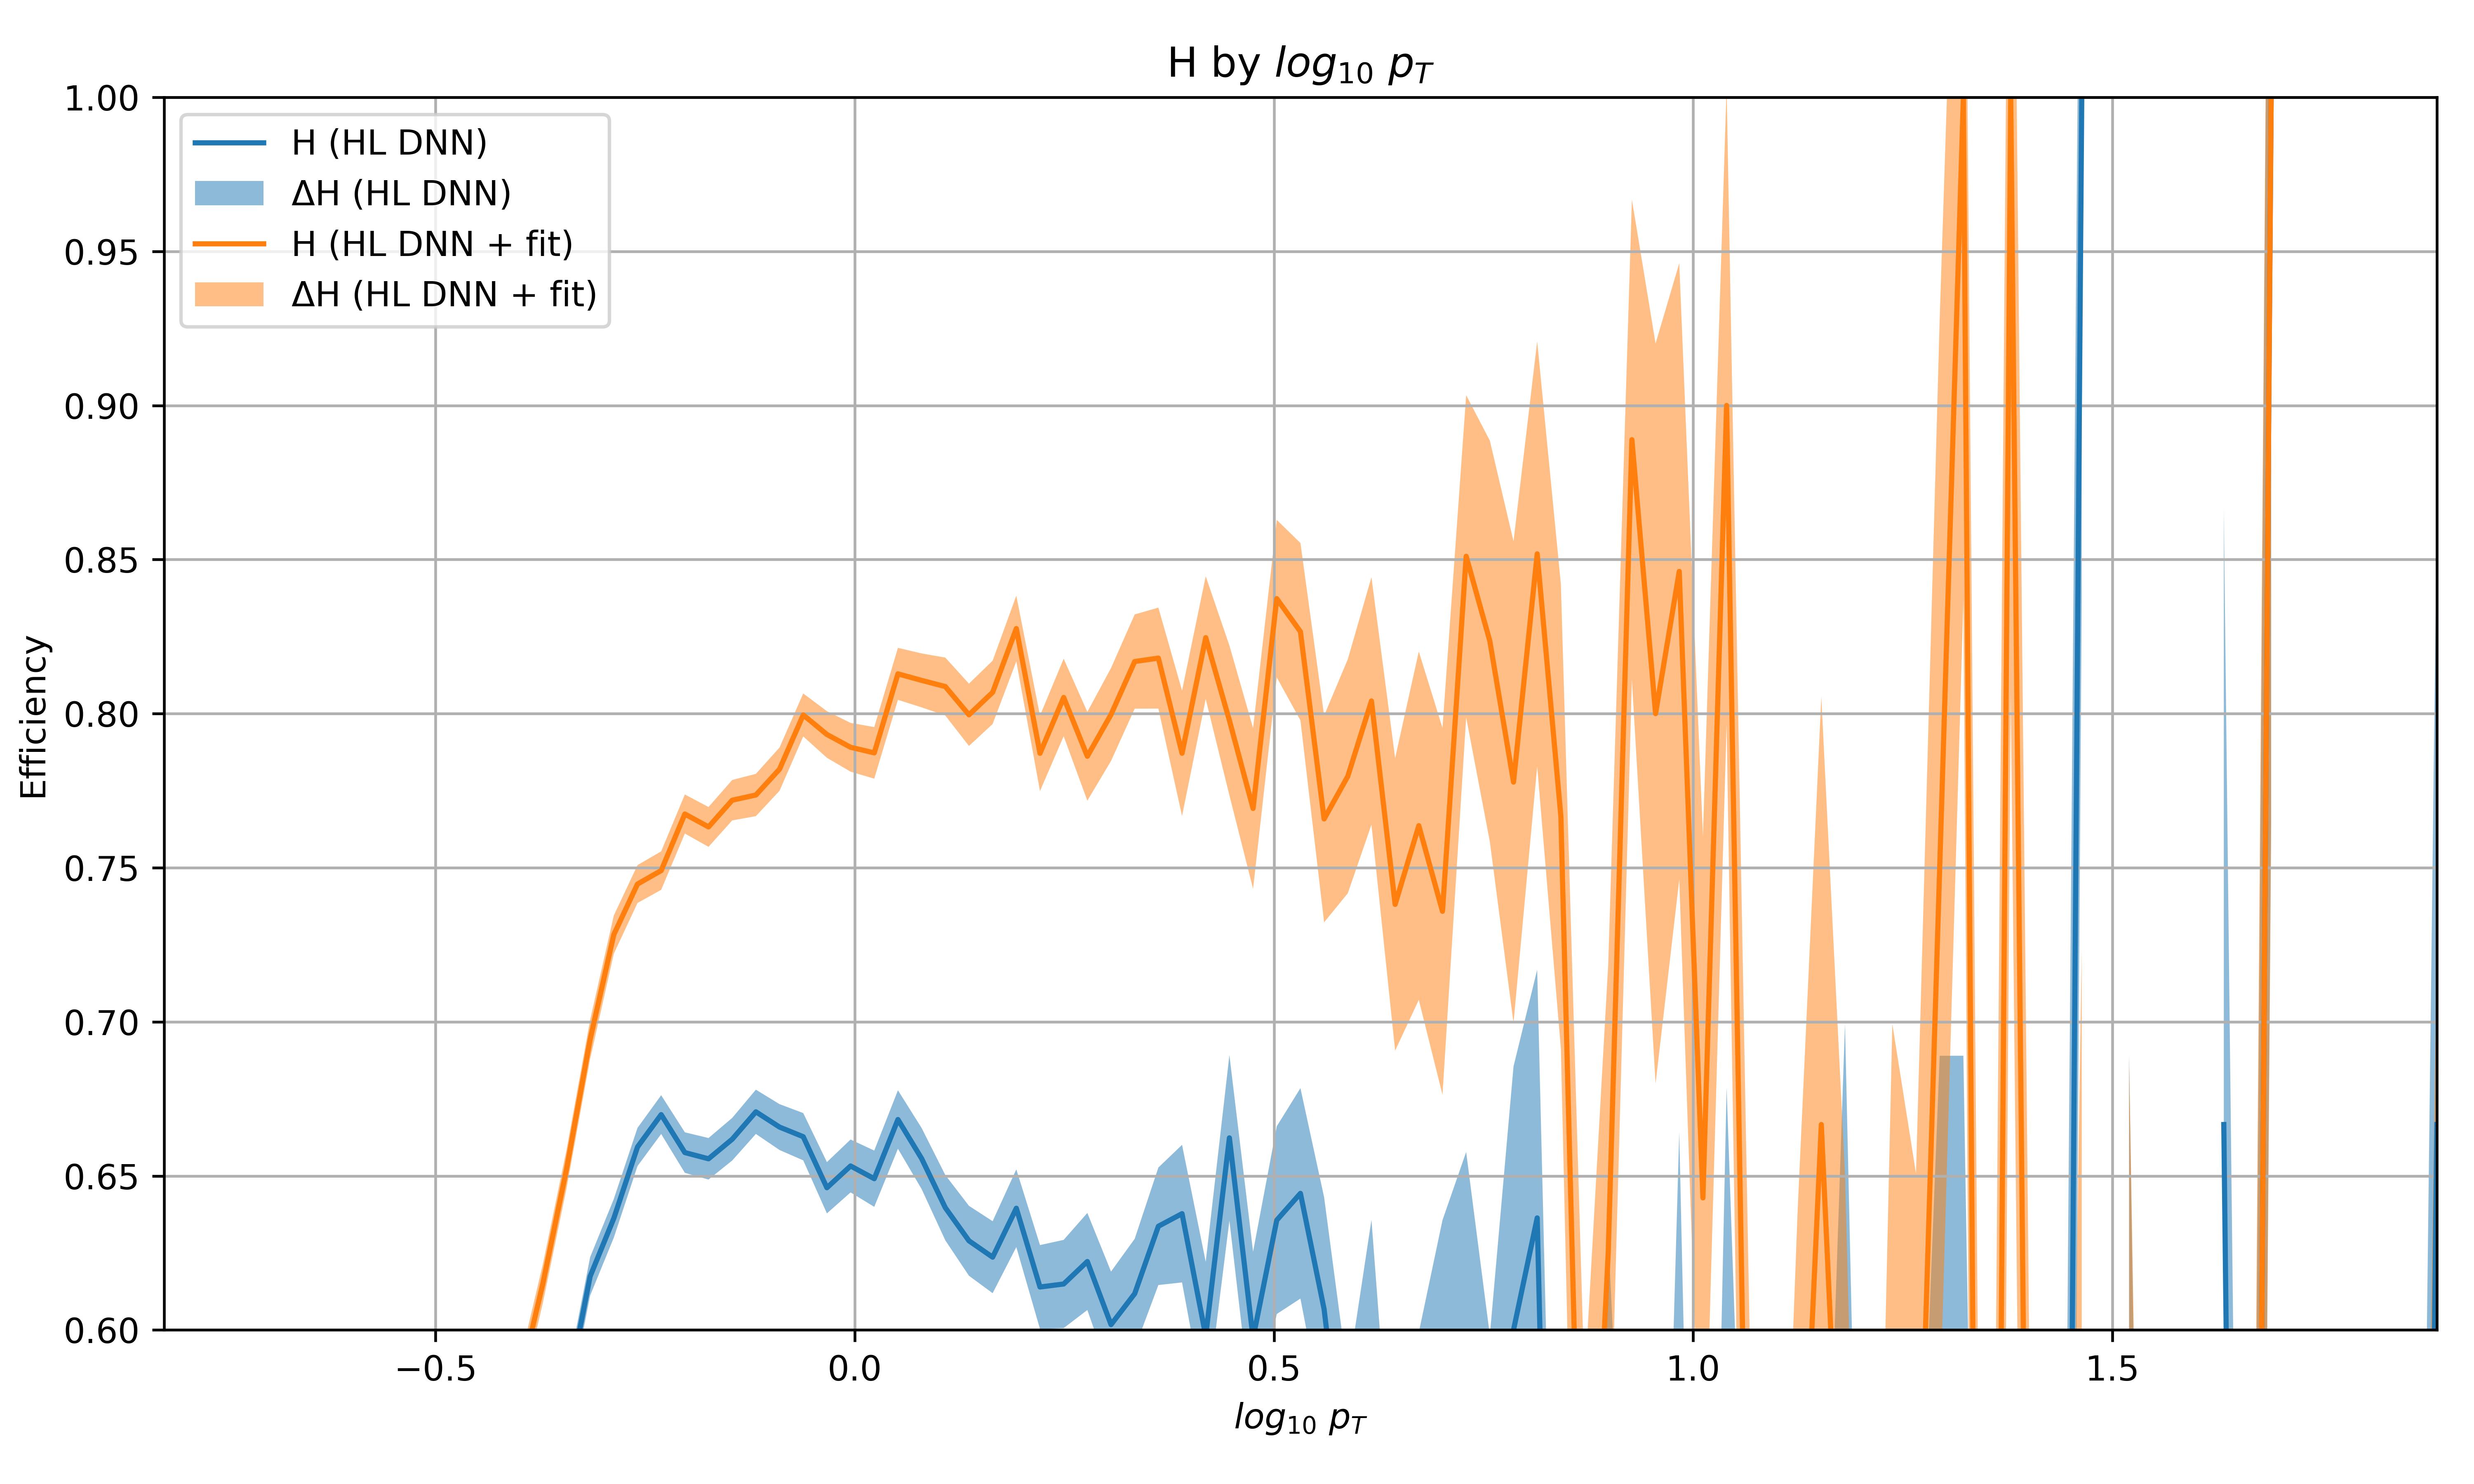 H by log₁₀ p_T
1.00
0.95
0.90
0.85
0.80
0.75
0.70
0.65
0.60
Efficiency
H (HL DNN)
ΔH (HL DNN)
H (HL DNN + fit)
ΔH (HL DNN + fit)
−0.5
0.0
0.5
1.0
1.5
log₁₀ p_T